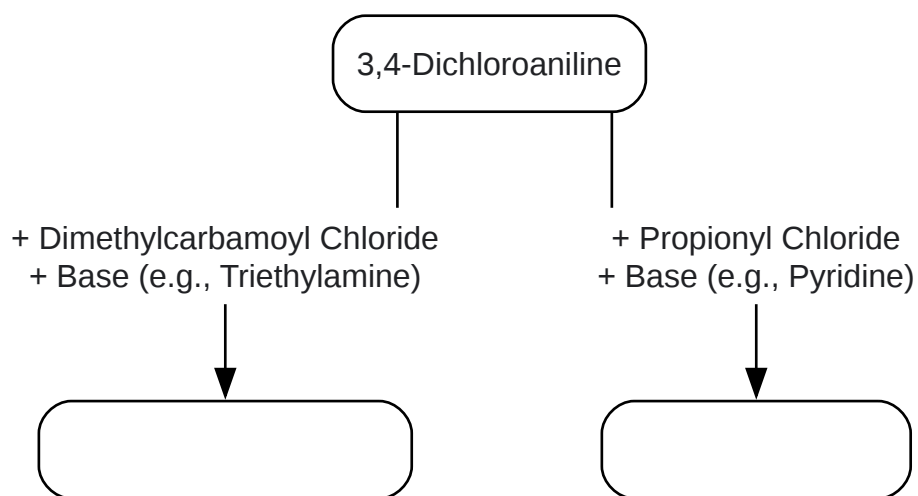 3,4-Dichloroaniline
+ Dimethylcarbamoyl Chloride
+ Base (e.g., Triethylamine)
+ Propionyl Chloride
+ Base (e.g., Pyridine)